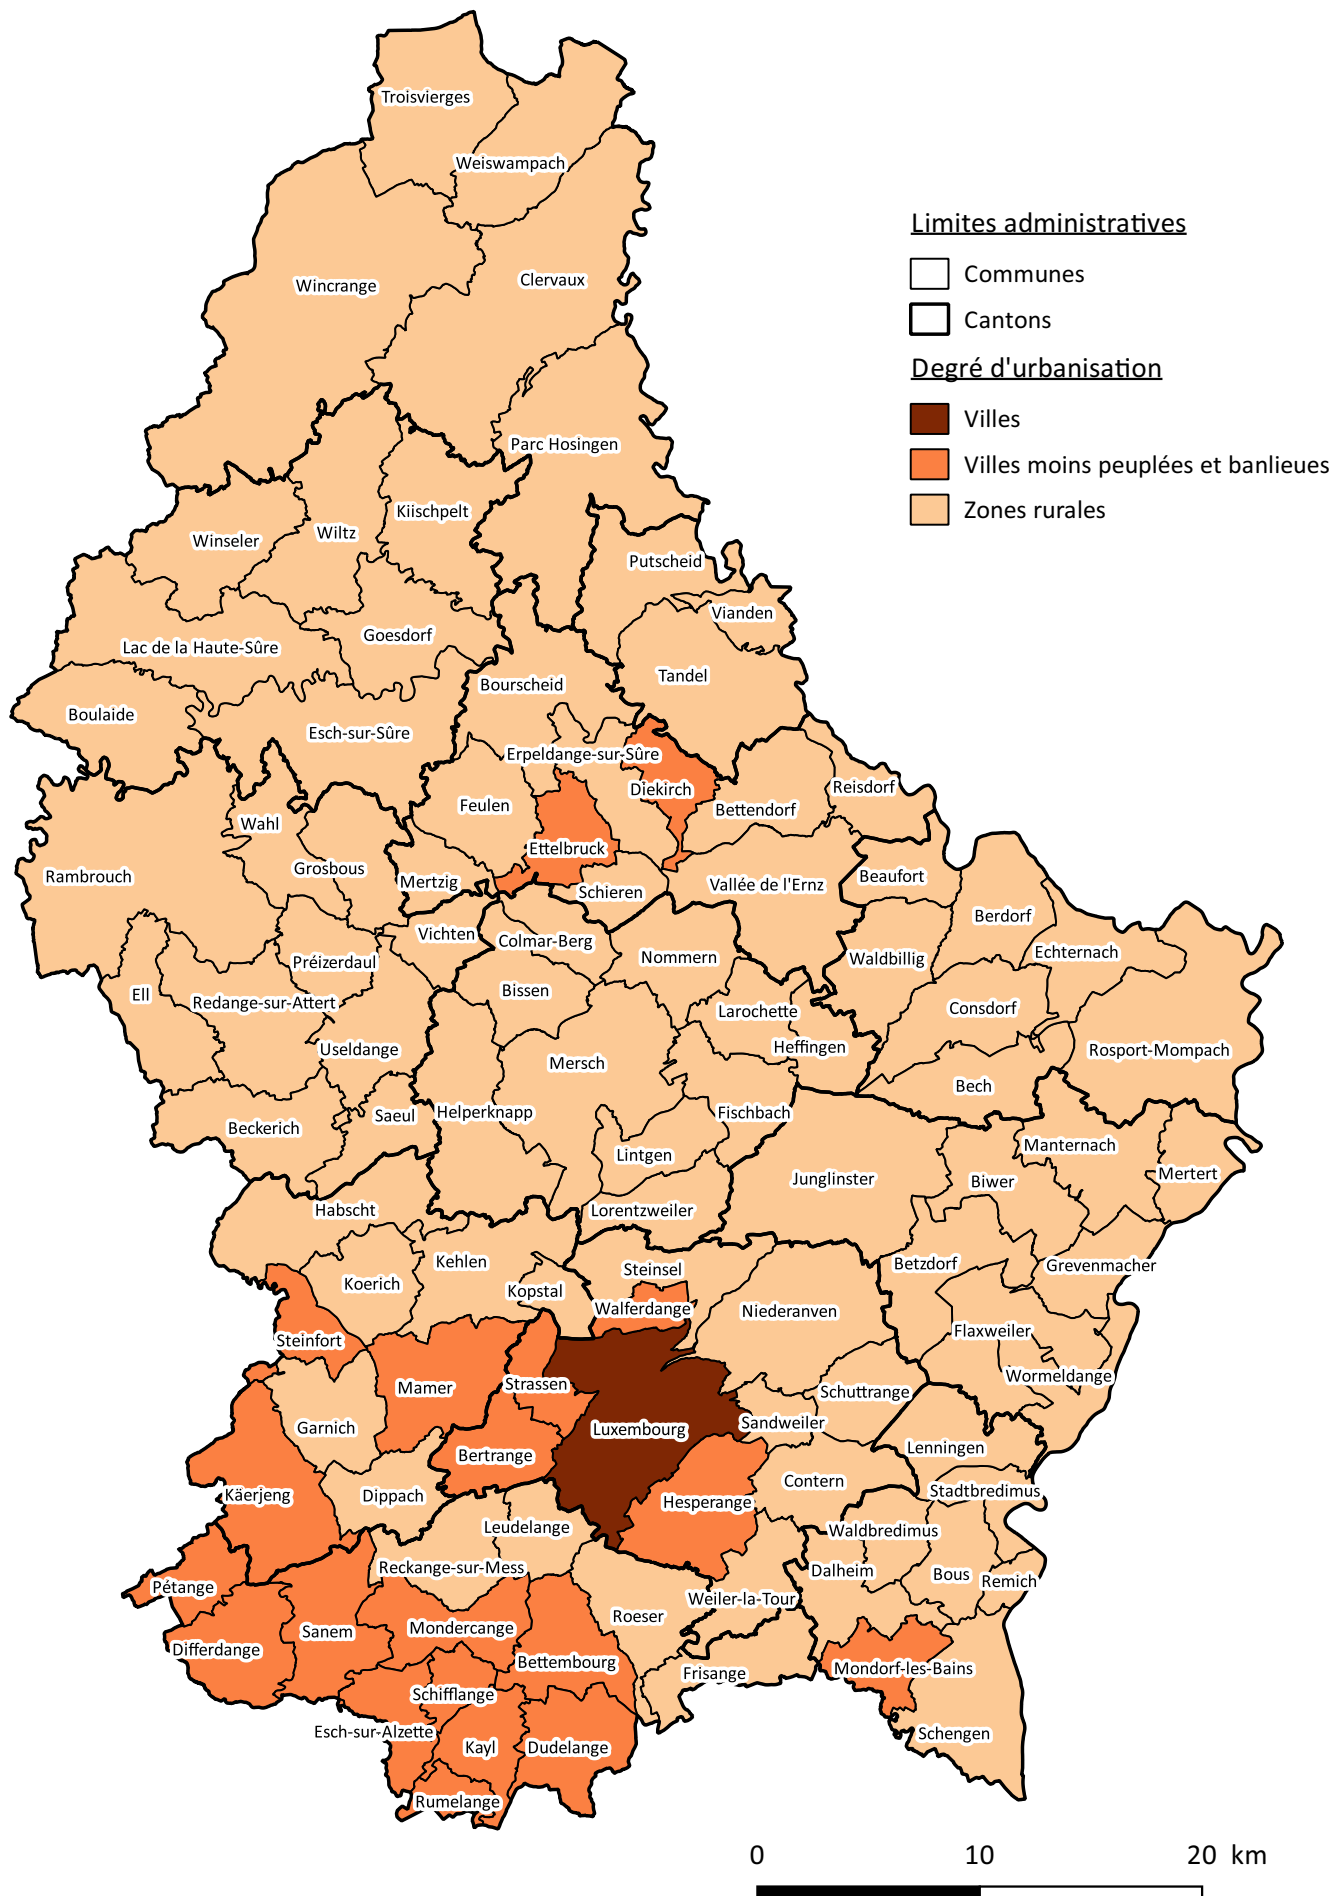 Troisvierges
Weiswampach
Limites administratives
Communes
Cantons
Degré d'urbanisation
Villes
Villes moins peuplées et banlieues
Zones rurales
Wincrange
Clervaux
Parc Hosingen
Kiischpelt
Wiltz
Winseler
Putscheid
Vianden
Goesdorf
Lac de la Haute-Sûre
Tandel
Bourscheid
Boulaide
Esch-sur-Sûre
Erpeldange-sur-Sûre
Diekirch
Reisdorf
Feulen
Bettendorf
Wahl
Ettelbruck
Grosbous
Rambrouch
Mertzig
Schieren
Vallée de l'Ernz
Beaufort
Berdorf
Vichten
Colmar-Berg
Nommern
Waldbillig
Echternach
Préizerdaul
Ell
Redange-sur-Attert
Bissen
Larochette
Consdorf
Useldange
Mersch
Heffingen
Rosport-Mompach
Bech
Beckerich
Saeul
Helperknapp
Fischbach
Lintgen
Manternach
Mertert
Junglinster
Biwer
Habscht
Lorentzweiler
Kehlen
Koerich
Kopstal
Steinsel
Betzdorf
Grevenmacher
Walferdange
Niederanven
Steinfort
Flaxweiler
Wormeldange
Mamer
Strassen
Schuttrange
Garnich
Luxembourg
Sandweiler
Lenningen
Bertrange
Contern
Stadtbredimus
Käerjeng
Dippach
Hesperange
Leudelange
Waldbredimus
Reckange-sur-Mess
Dalheim
Bous
Remich
Pétange
Weiler-la-Tour
Roeser
Sanem
Mondercange
Differdange
Bettembourg
Frisange
Mondorf-les-Bains
Schifflange
Esch-sur-Alzette
Kayl
Dudelange
Schengen
Rumelange
0 10 20 km